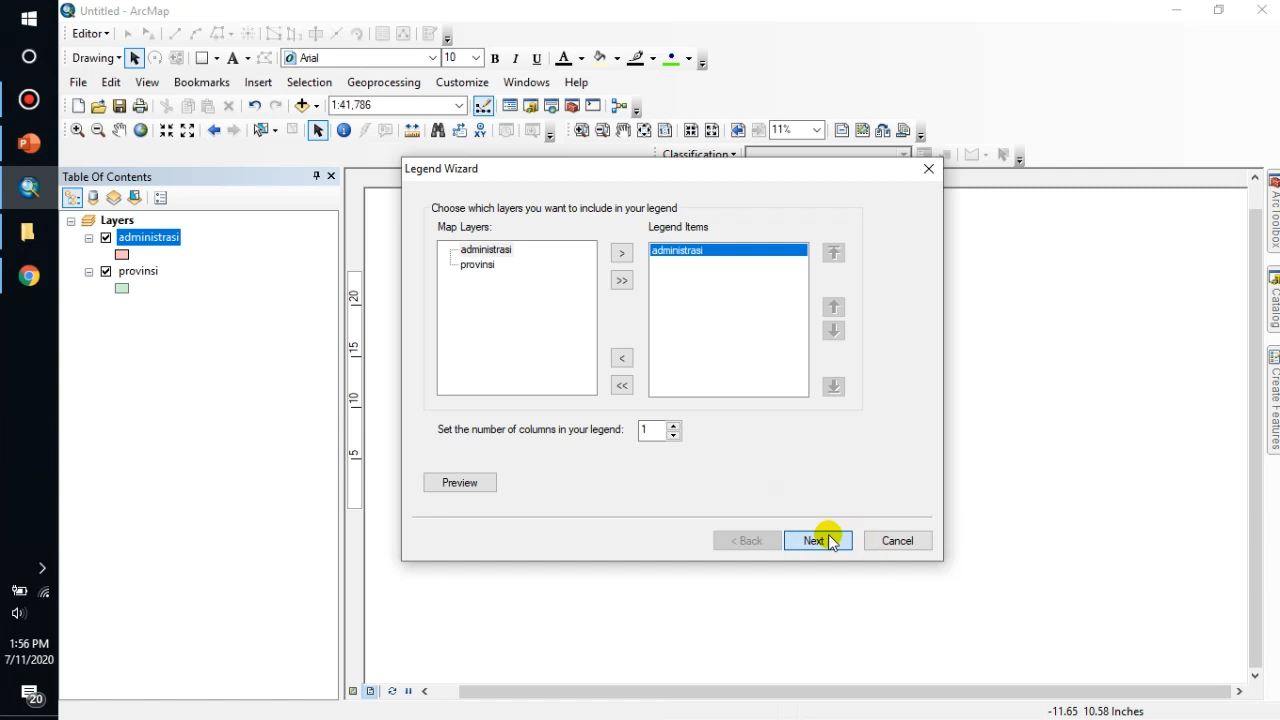 Untitled - ArcMap
Editor
Drawing A Arial 10 B I U A
File Edit View Bookmarks Insert Selection Geoprocessing Customize Windows Help
1:41,786
11%
Classification
Table Of Contents
Layers
administrasi
provinsi
Legend Wizard
Choose which layers you want to include in your legend
Map Layers: Legend Items
administrasi
provinsi
administrasi
>
>>
<
<<
Set the number of columns in your legend: 1
Preview
< Back Next Cancel
20
15
10
5
ArcToolbox
Catalog
Create Features
1:56 PM
7/11/2020
20
-11.65 10.58 Inches